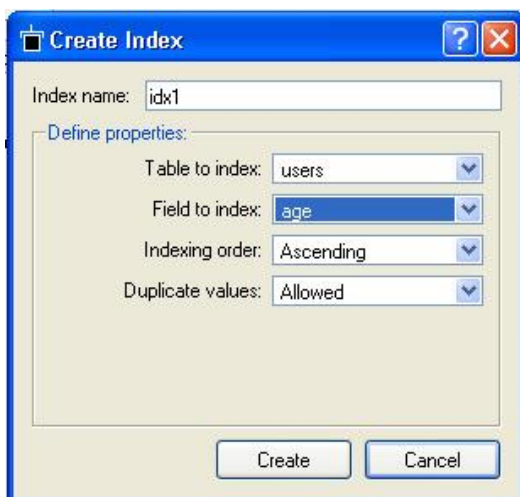 Create Index
Index name: idx1
Define properties:
Table to index: users
Field to index: age
Indexing order: Ascending
Duplicate values: Allowed
Create Cancel